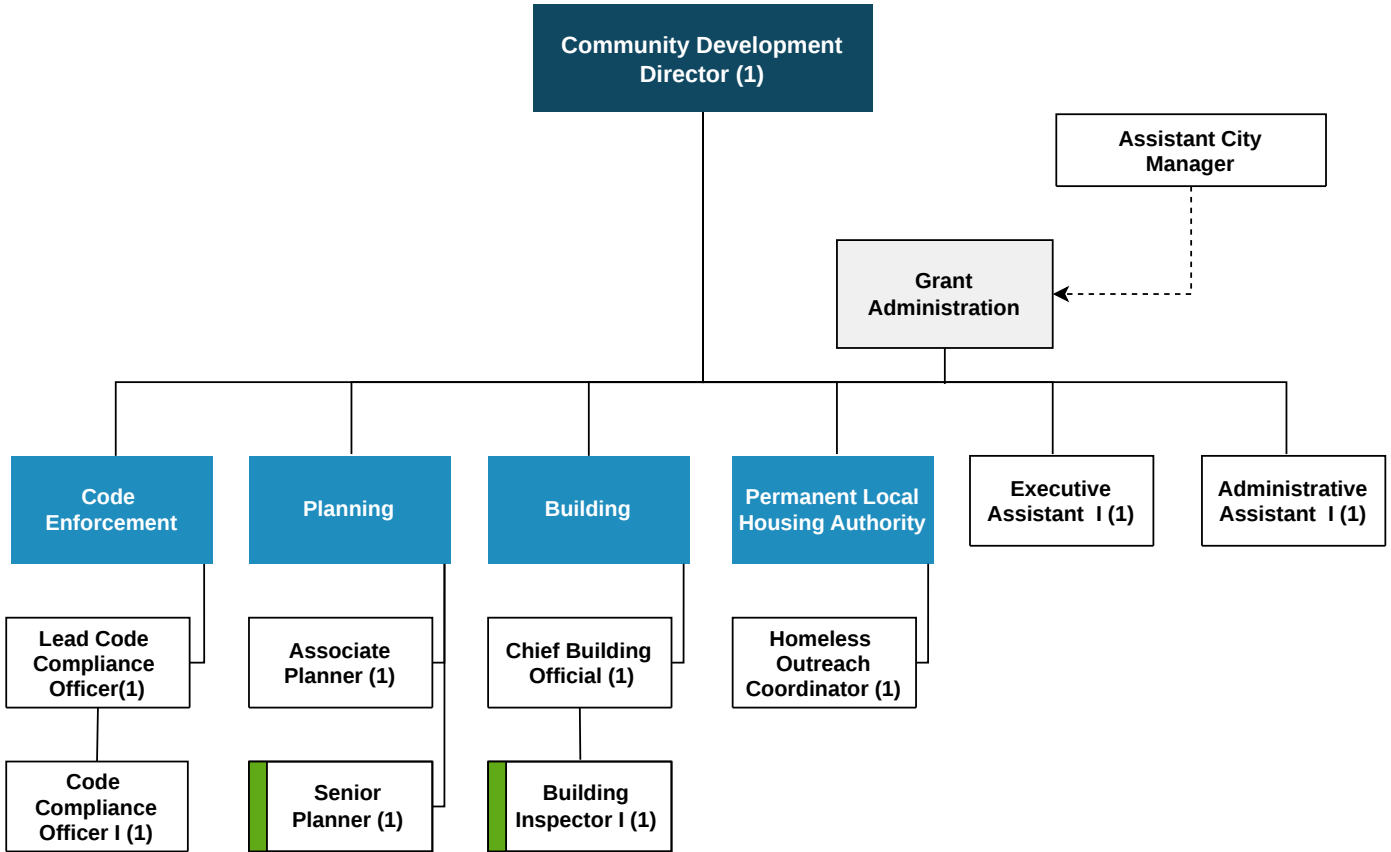 Community Development
Director (1)
Assistant City
Manager
Grant
Administration
Code
Enforcement
Planning
Building
Permanent Local
Housing Authority
Executive
Assistant I (1)
Administrative
Assistant I (1)
Lead Code
Compliance
Officer(1)
Associate
Planner (1)
Chief Building
Official (1)
Homeless
Outreach
Coordinator (1)
Code
Compliance
Officer I (1)
Senior
Planner (1)
Building
Inspector I (1)